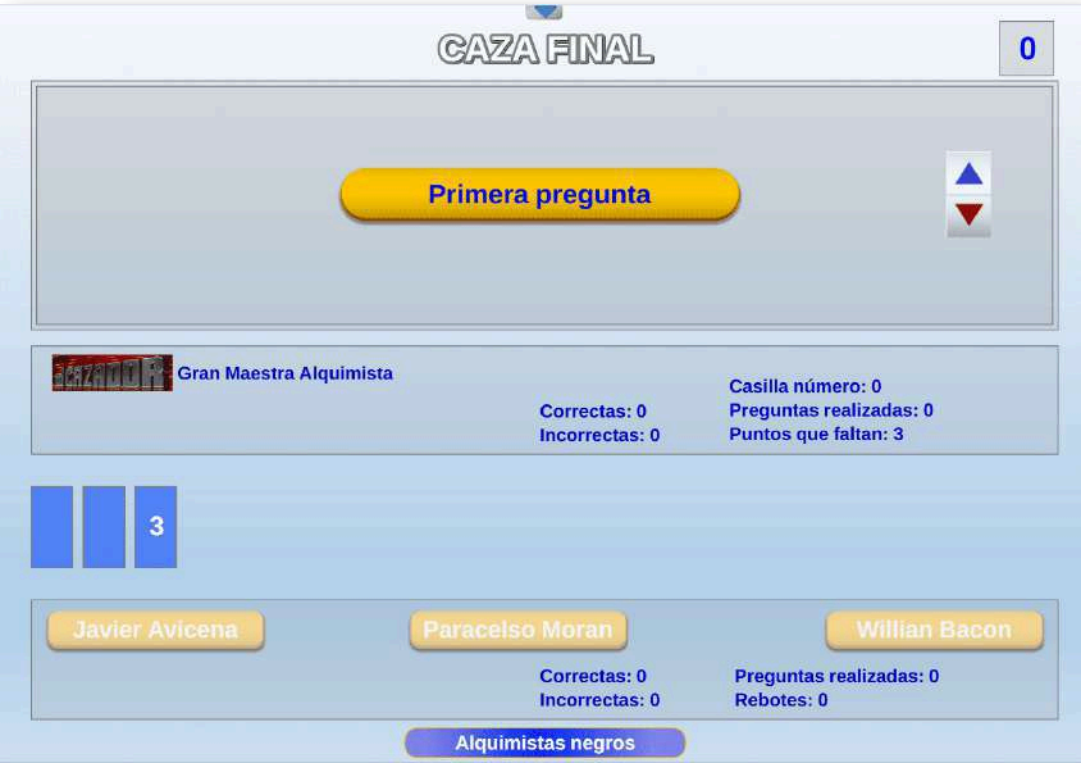 CAZA FINAL
0
Primera pregunta
EL CAZADOR
Gran Maestra Alquimista
Correctas: 0
Incorrectas: 0
Casilla número: 0
Preguntas realizadas: 0
Puntos que faltan: 3
3
Javier Avicena
Paracelso Moran
Willian Bacon
Correctas: 0
Incorrectas: 0
Preguntas realizadas: 0
Rebotes: 0
Alquimistas negros